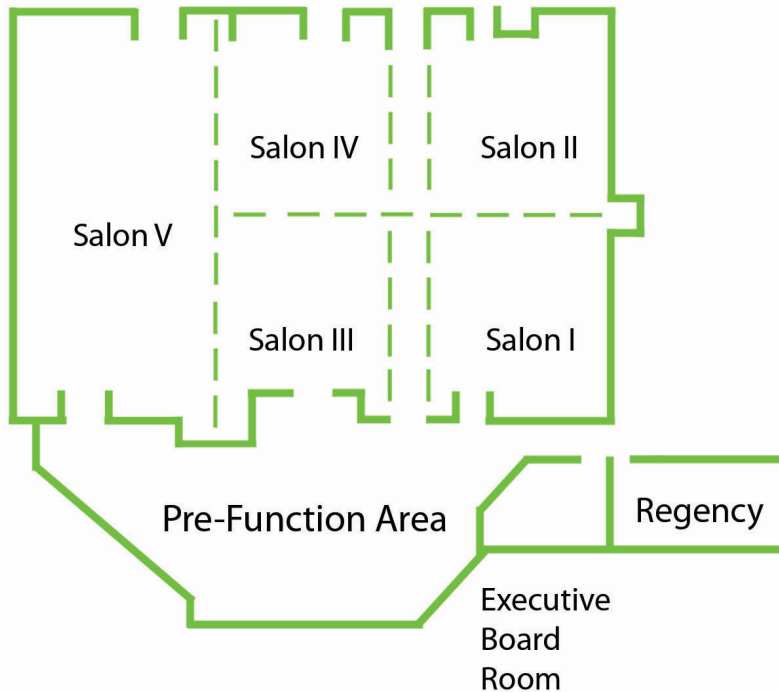 Salon IV
Salon II
Salon V
Salon III
Salon I
Pre-Function Area
Regency
Executive
Board
Room